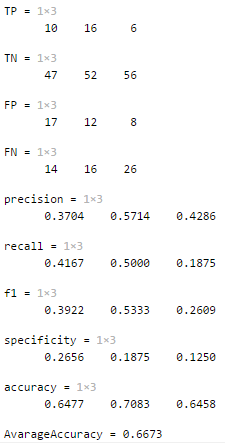 TP = 1×3
10 16 6
TN = 1×3
47 52 56
FP = 1×3
17 12 8
FN = 1×3
14 16 26
precision = 1×3
0.3704 0.5714 0.4286
recall = 1×3
0.4167 0.5000 0.1875
f1 = 1×3
0.3922 0.5333 0.2609
specificity = 1×3
0.2656 0.1875 0.1250
accuracy = 1×3
0.6477 0.7083 0.6458
AvarageAccuracy = 0.6673